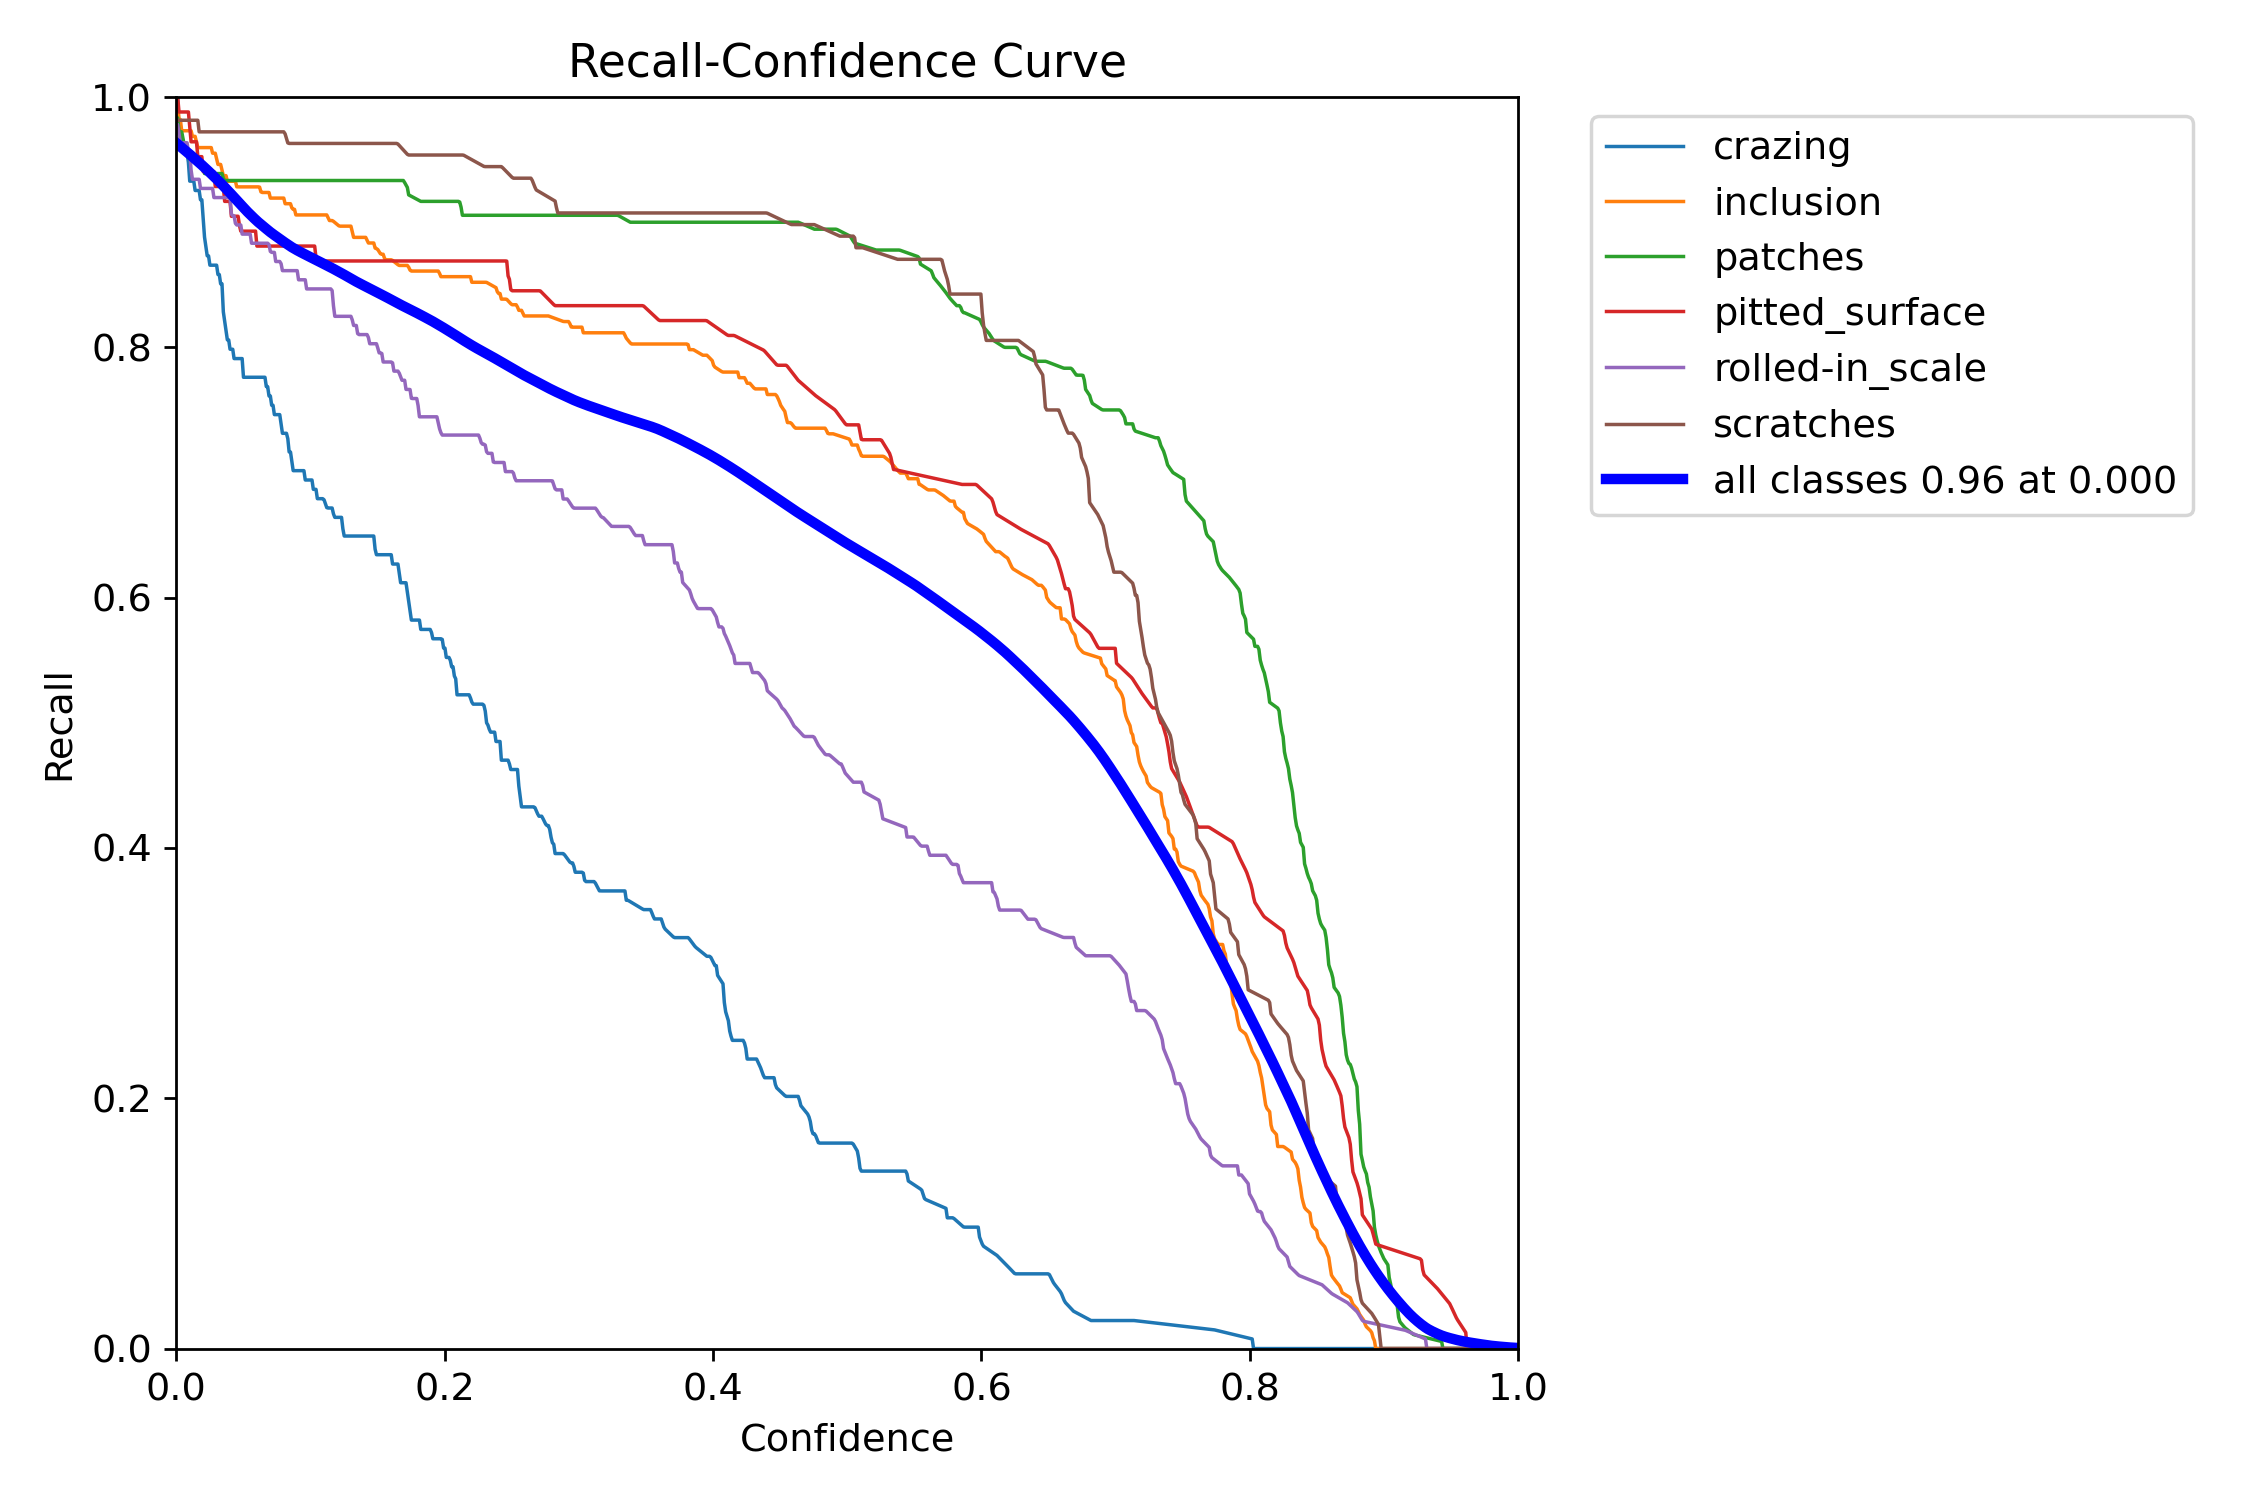 Recall-Confidence Curve
1.0
0.8
0.6
0.4
0.2
0.0
Recall
0.0 0.2 0.4 0.6 0.8 1.0
Confidence
crazing
inclusion
patches
pitted_surface
rolled-in_scale
scratches
all classes 0.96 at 0.000